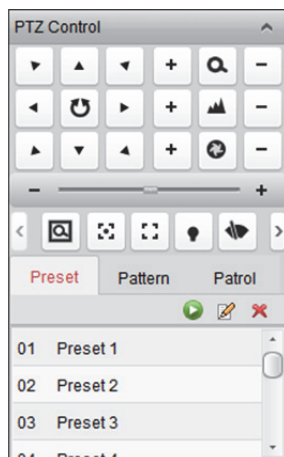 PTZ Control
Preset Pattern Patrol
01 Preset 1
02 Preset 2
03 Preset 3